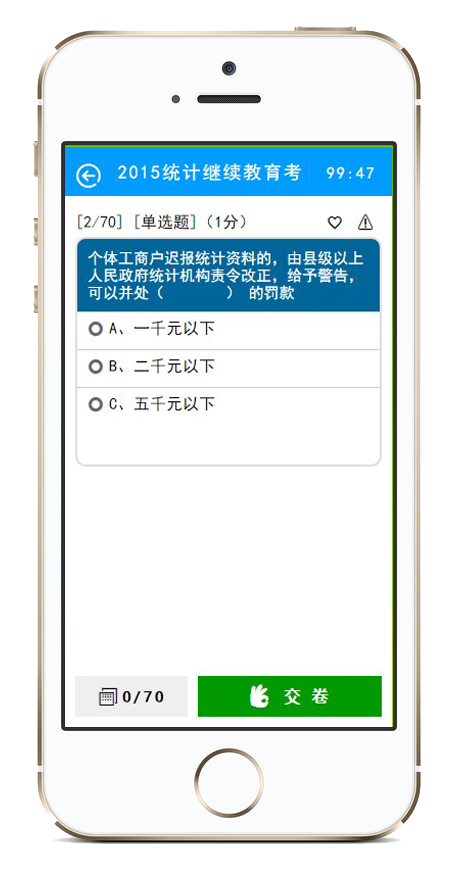 2015统计继续教育考 99:47
[2/70] [单选题] (1分)
个体工商户迟报统计资料的，由县级以上
人民政府统计机构责令改正，给予警告，
可以并处（　　　　） 的罚款
A、一千元以下
B、二千元以下
C、五千元以下
0/70 交 卷